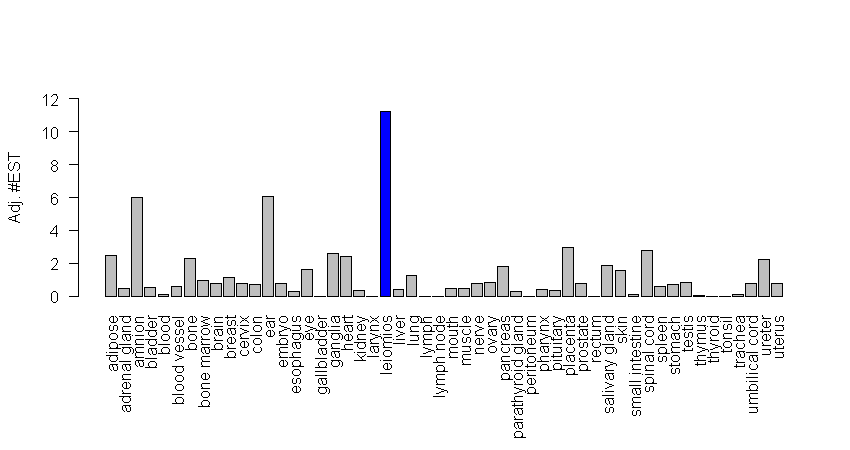 Adj. #EST
12
10
8
6
4
2
0
adipose
adrenal gland
amnion
bladder
blood
blood vessel
bone
bone marrow
brain
breast
cervix
colon
ear
embryo
esophagus
eye
gallbladder
ganglia
heart
kidney
larynx
leiomios
liver
lung
lymph
lymph node
mouth
muscle
nerve
ovary
pancreas
parathyroid gland
peritoneum
pharynx
pituitary
placenta
prostate
rectum
salivary gland
skin
small intestine
spinal cord
spleen
stomach
testis
thymus
thyroid
tonsil
trachea
umbilical cord
ureter
uterus